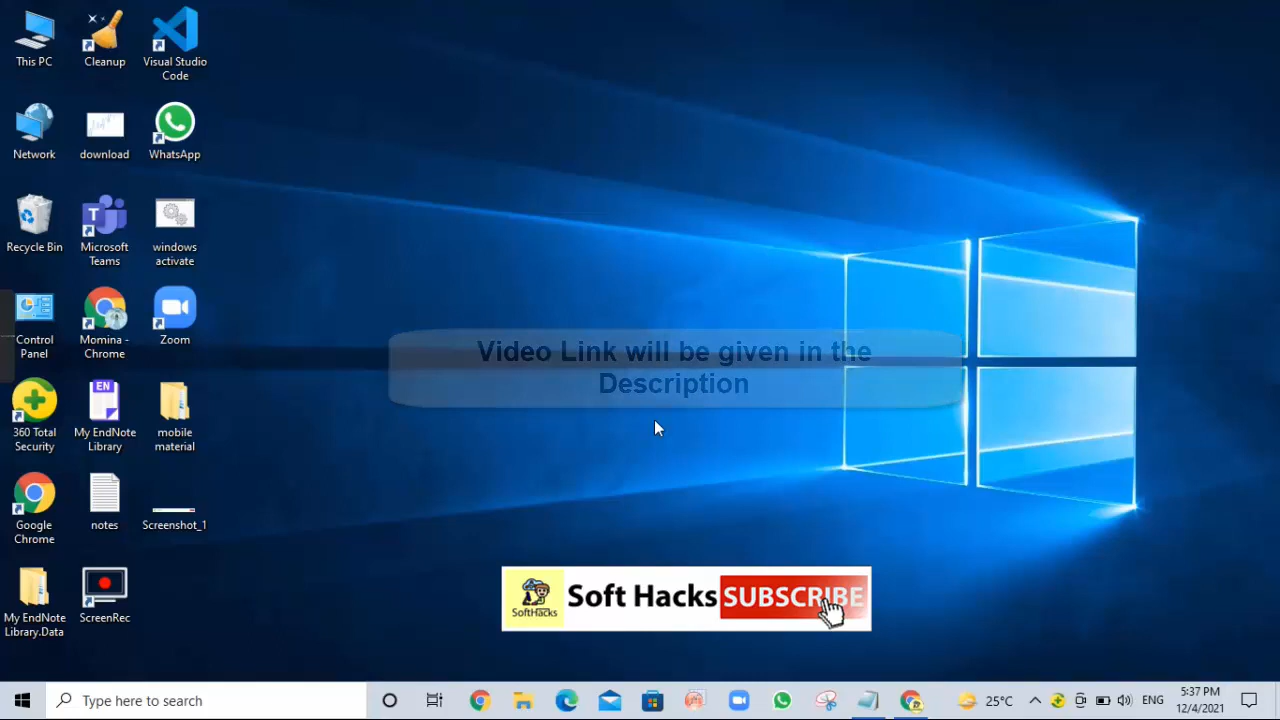 This PC
Cleanup
Visual Studio
Code
Network
download
WhatsApp
Recycle Bin
Microsoft
Teams
windows
activate
Control
Panel
Momina -
Chrome
Zoom
360 Total
Security
EN
My EndNote
Library
mobile
material
Google
Chrome
notes
Screenshot_1
My EndNote
Library.Data
ScreenRec
Video Link will be given in the
Description
SoftHacks
Soft Hacks SUBSCRIBE
Type here to search
25°C
ENG
5:37 PM
12/4/2021